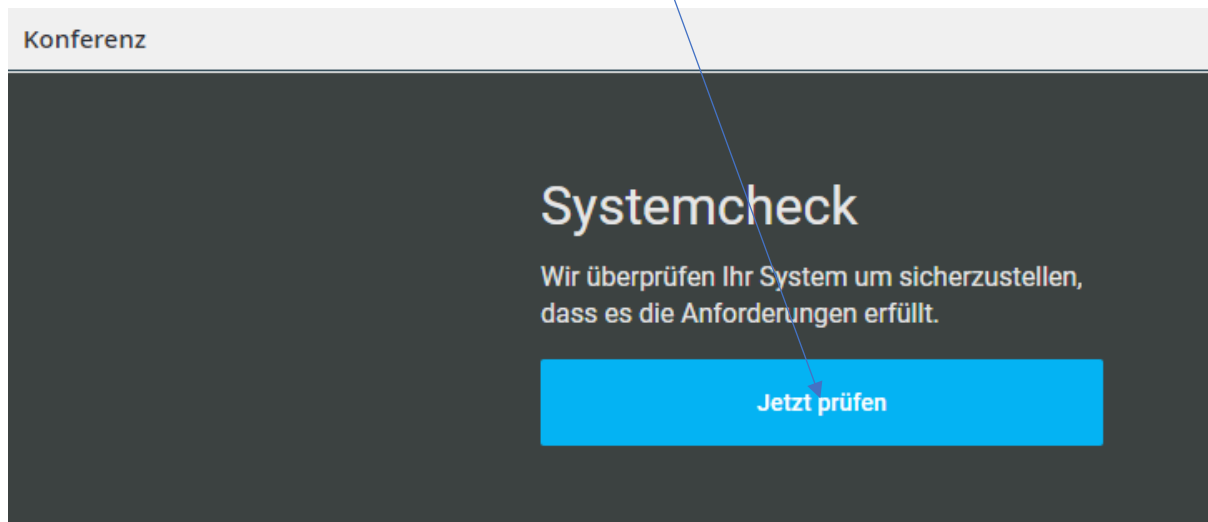 Konferenz
Systemcheck
Wir überprüfen Ihr System um sicherzustellen,
dass es die Anforderungen erfüllt.
Jetzt prüfen